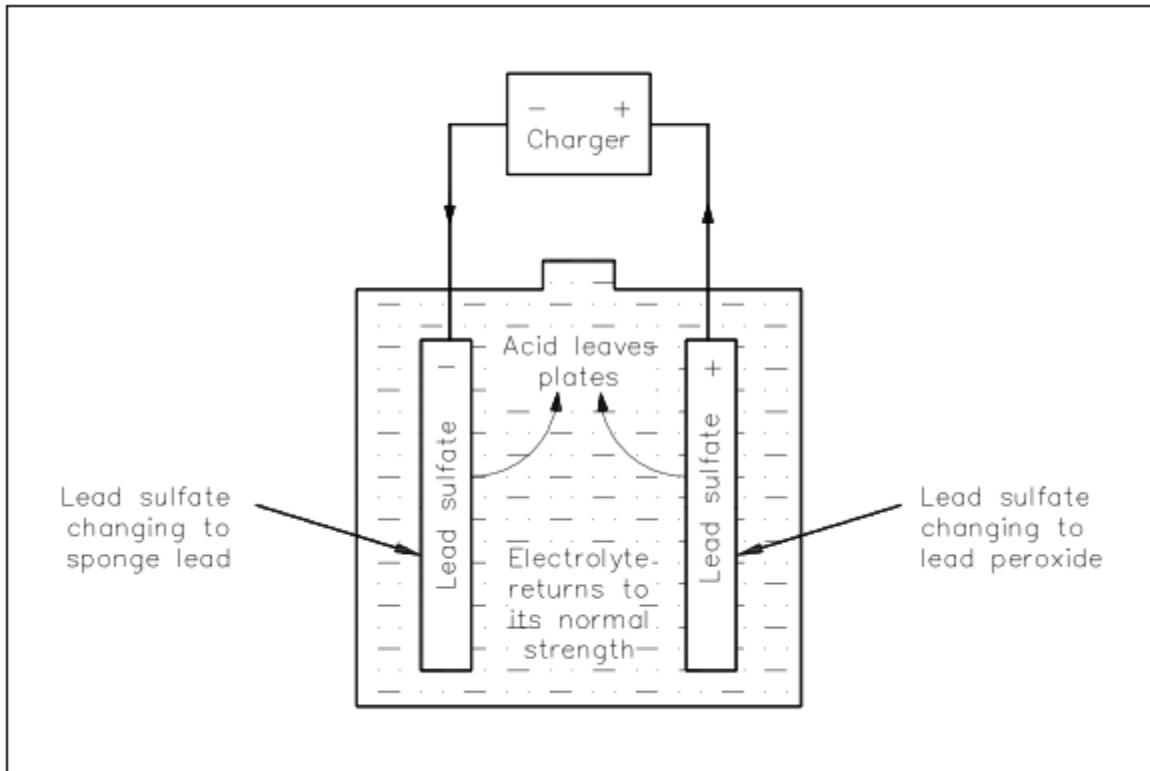 - +
Charger
Acid leaves
plates
-
+
Lead sulfate
Lead sulfate
Lead sulfate
changing to
sponge lead
Lead sulfate
changing to
lead peroxide
Electrolyte
returns to
its normal
strength